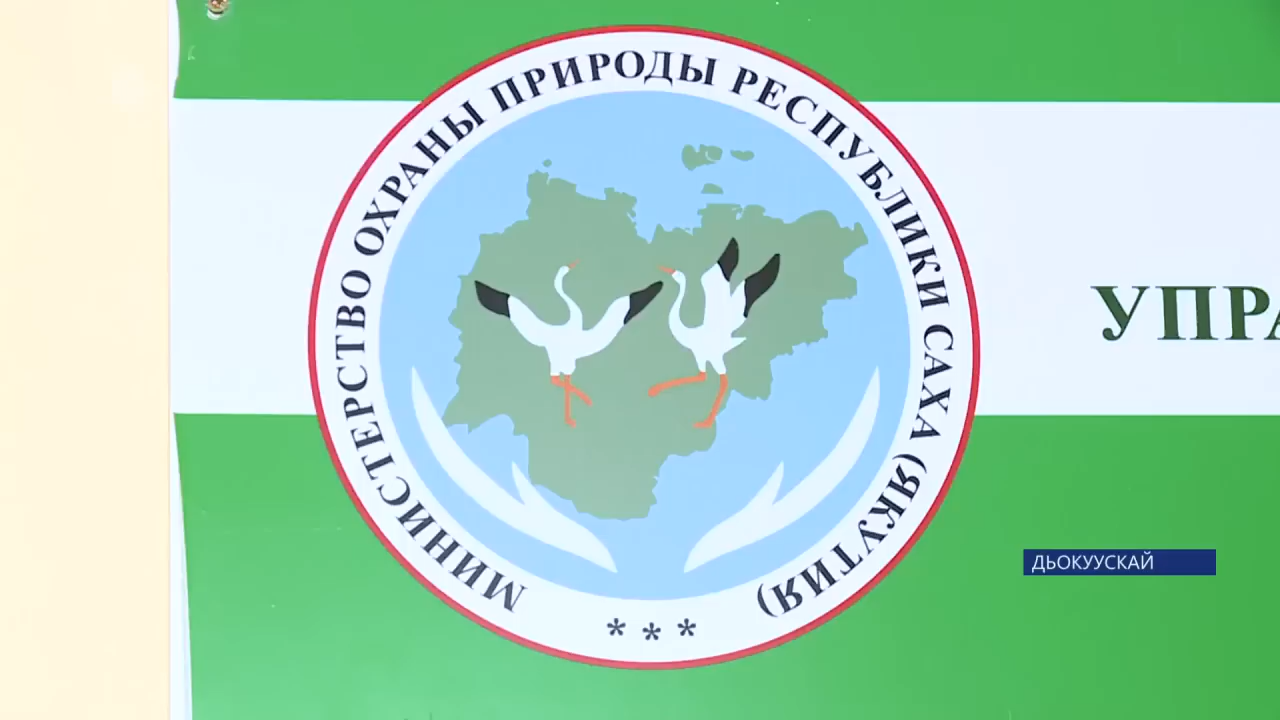 МИНИСТЕРСТВО ОХРАНЫ ПРИРОДЫ РЕСПУБЛИКИ САХА (ЯКУТИЯ)
* * *
УПРА
ДЬОКУУСКАЙ